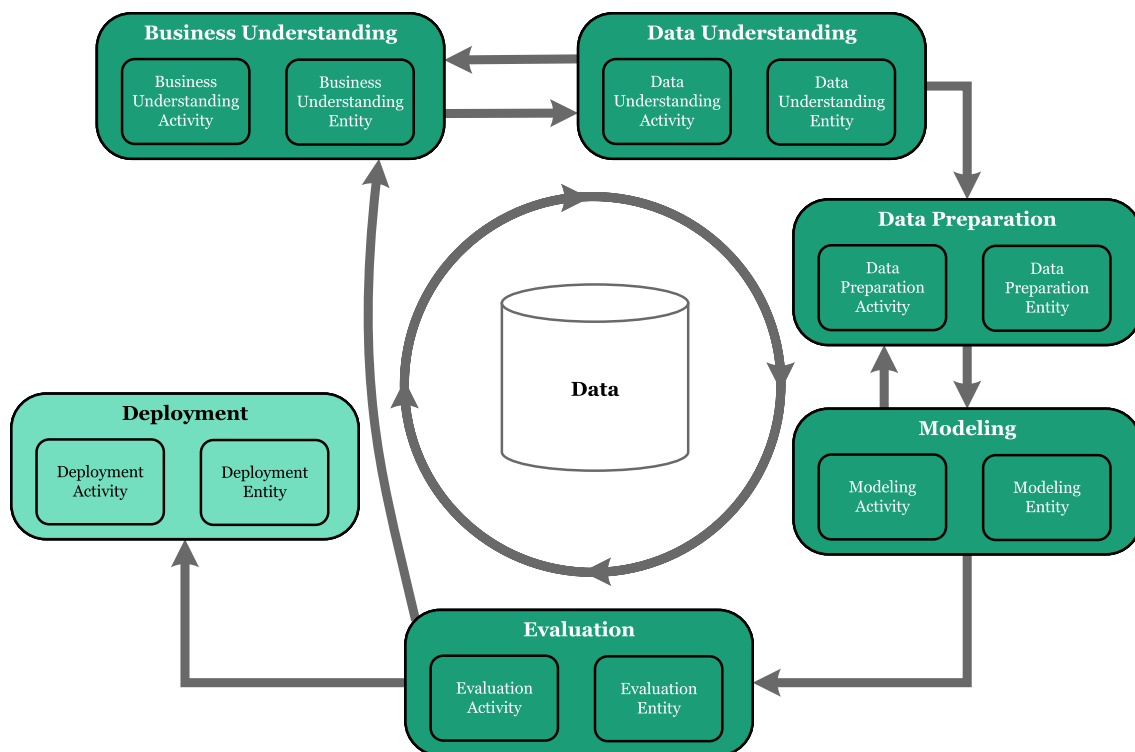 Business Understanding
Business
Understanding
Activity
Business
Understanding
Entity
Data Understanding
Data
Understanding
Activity
Data
Understanding
Entity
Data Preparation
Data
Preparation
Activity
Data
Preparation
Entity
Data
Deployment
Deployment
Activity
Deployment
Entity
Modeling
Modeling
Activity
Modeling
Entity
Evaluation
Evaluation
Activity
Evaluation
Entity